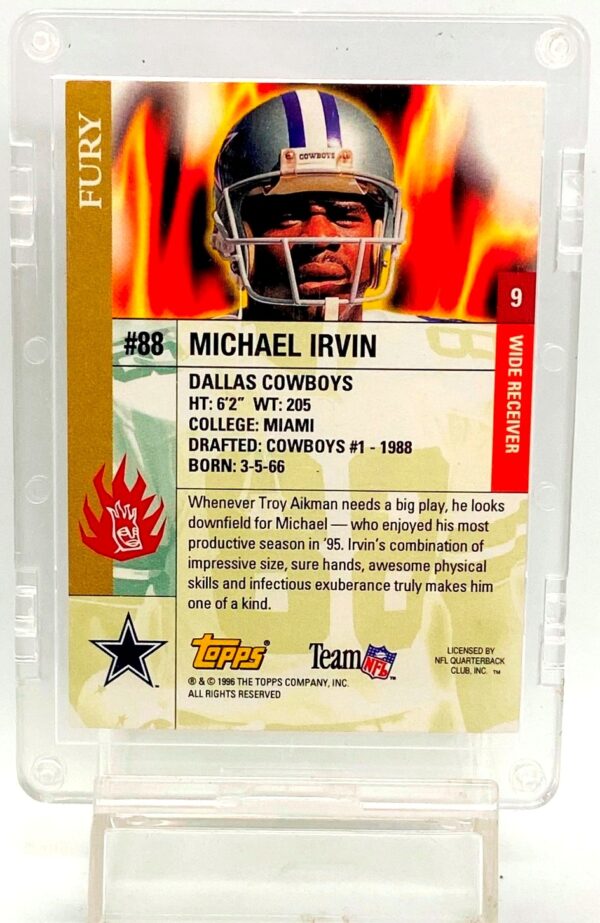 FURY
COWBOYS
9
#88 MICHAEL IRVIN
WIDE RECEIVER
DALLAS COWBOYS
HT: 6'2" WT: 205
COLLEGE: MIAMI
DRAFTED: COWBOYS #1 - 1988
BORN: 3-5-66
Whenever Troy Aikman needs a big play, he looks
downfield for Michael — who enjoyed his most
productive season in '95. Irvin's combination of
impressive size, sure hands, awesome physical
skills and infectious exuberance truly makes him
one of a kind.
Topps®
Team NFL™
LICENSED BY
NFL QUARTERBACK
CLUB, INC. ™
® & © 1996 THE TOPPS COMPANY, INC.
ALL RIGHTS RESERVED